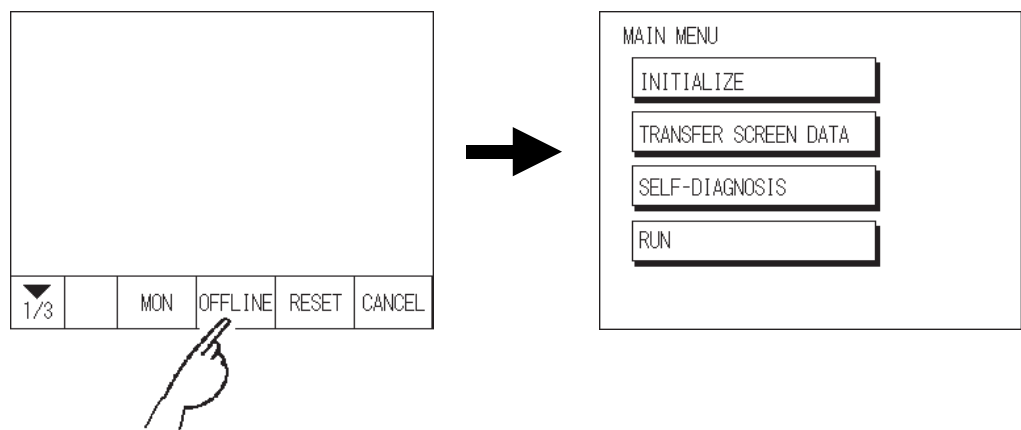 1/3
MON
OFFLINE
RESET
CANCEL
MAIN MENU
INITIALIZE
TRANSFER SCREEN DATA
SELF-DIAGNOSIS
RUN